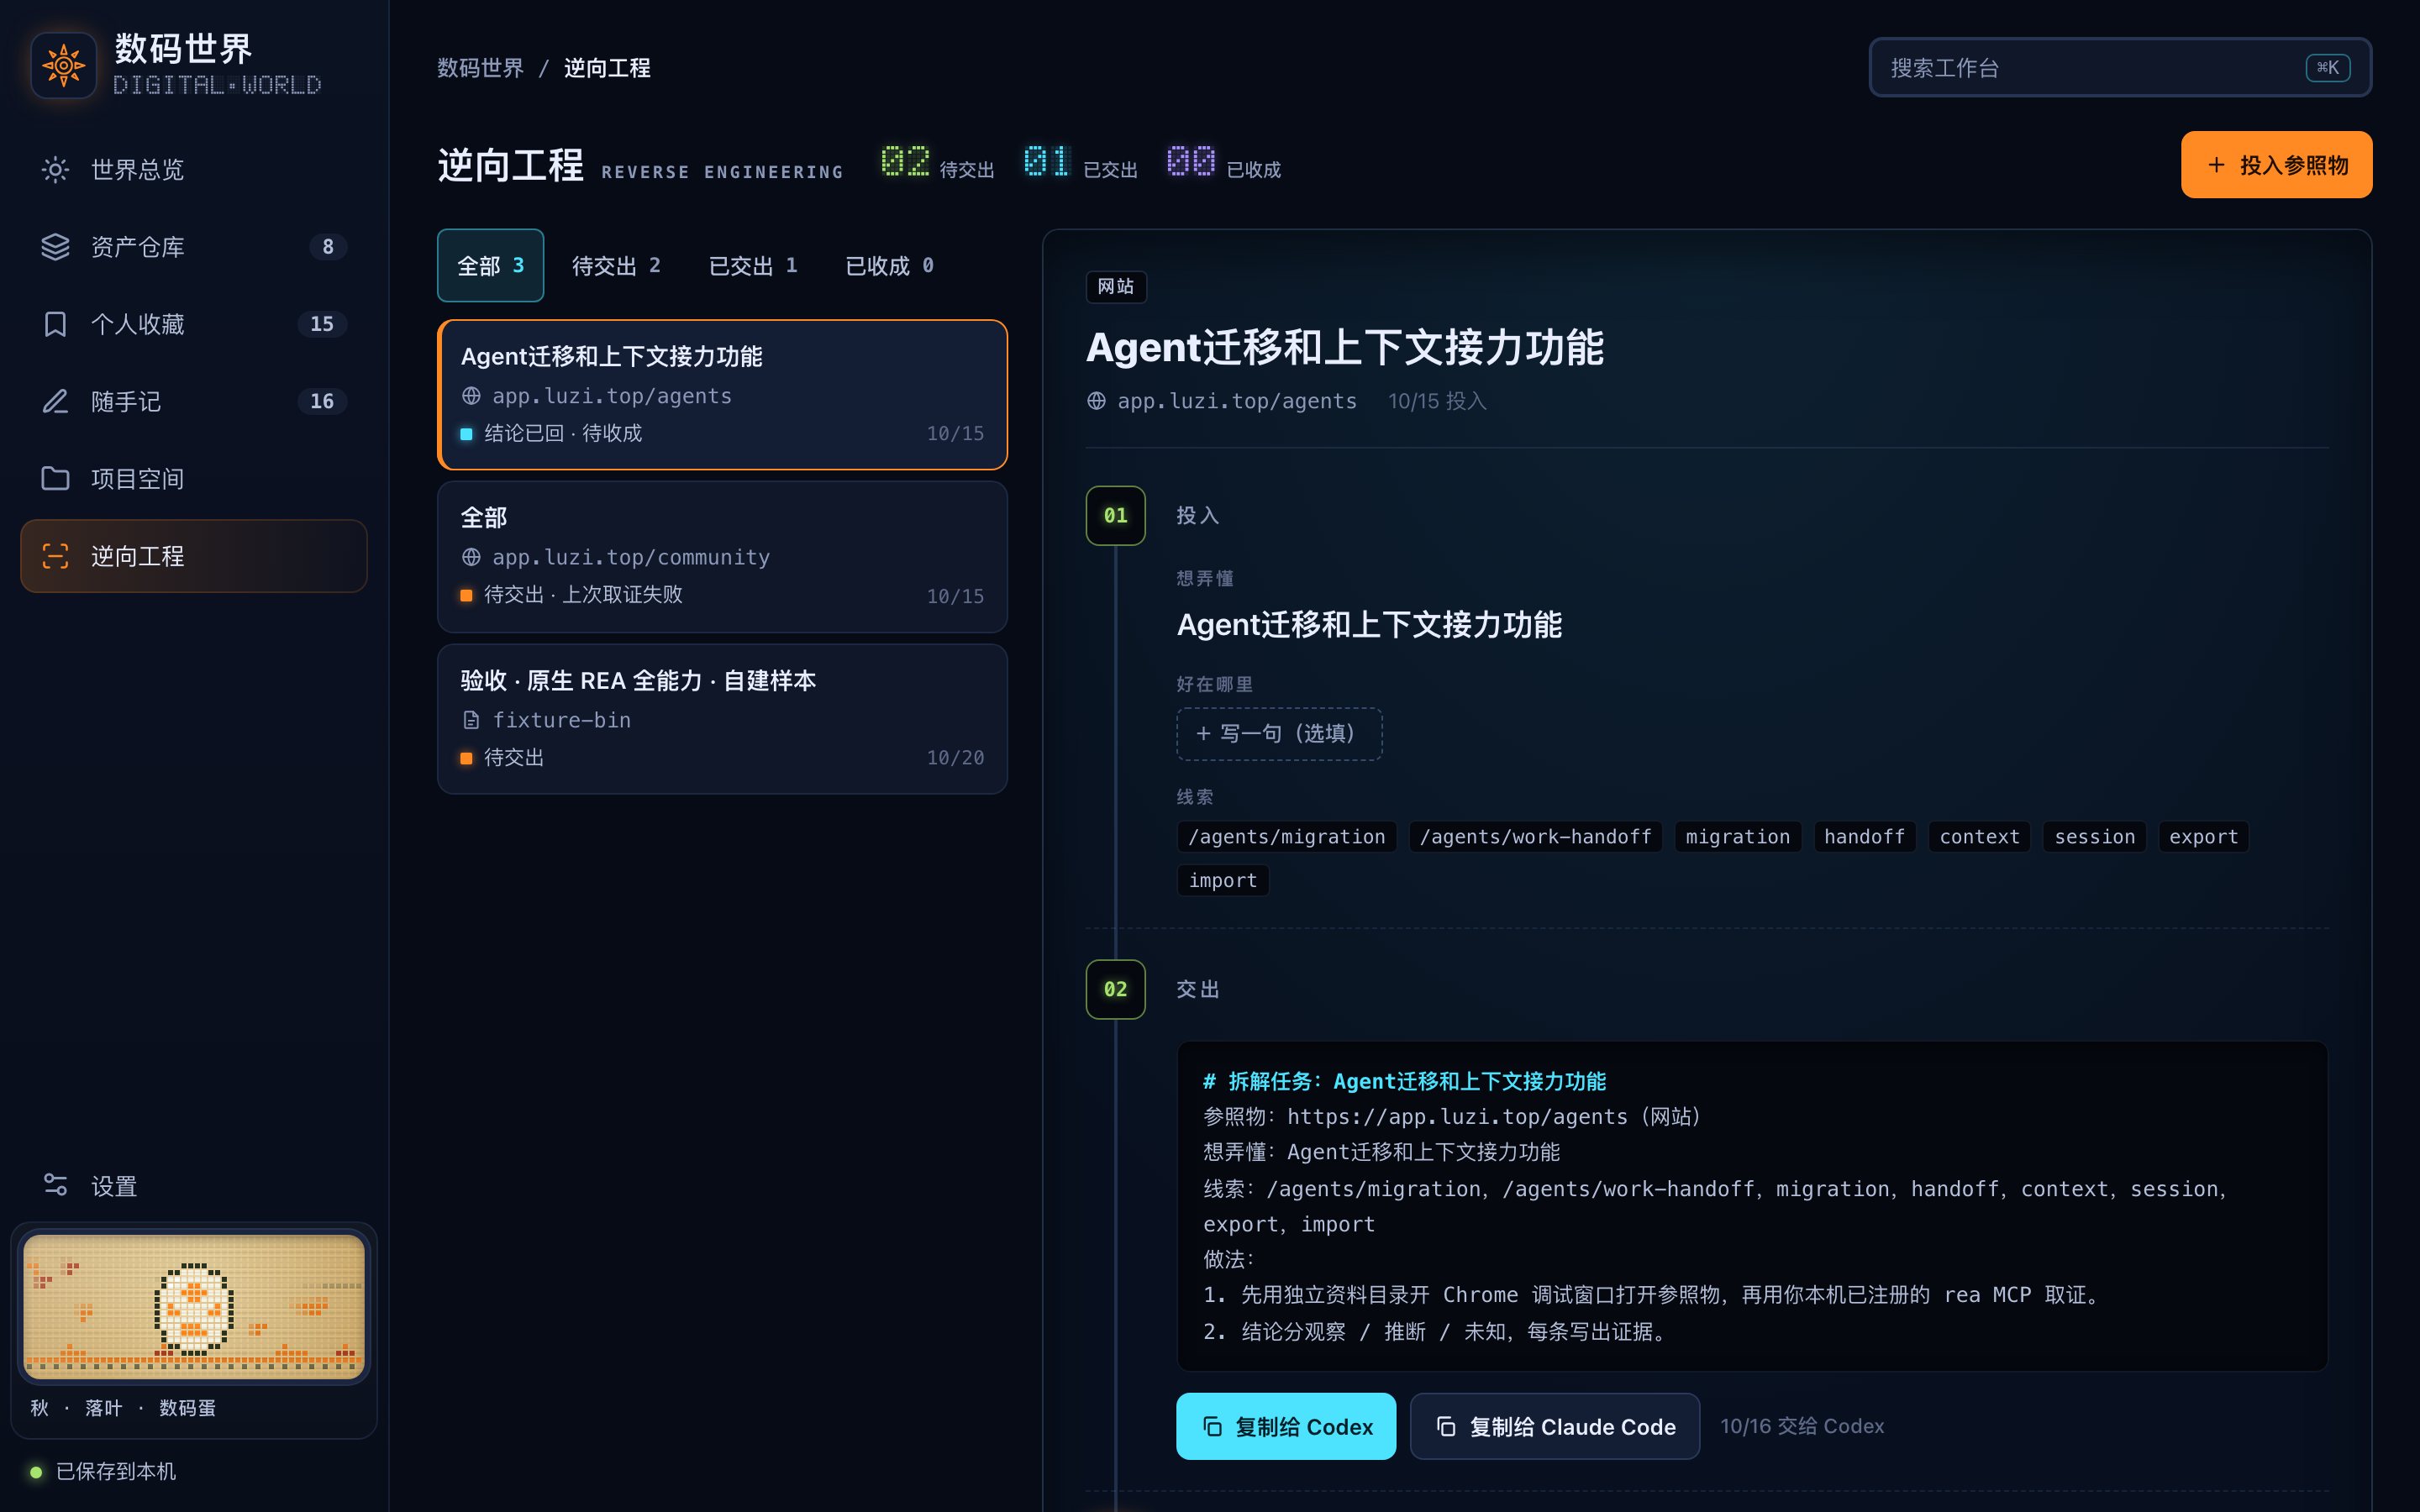 数码世界
DIGITAL·WORLD
世界总览
资产仓库 8
个人收藏 15
随手记 16
项目空间
逆向工程
设置
秋 · 落叶 · 数码蛋
已保存到本机
数码世界 / 逆向工程
搜索工作台 ⌘K
逆向工程 REVERSE ENGINEERING 02 待交出 01 已交出 00 已收成
+ 投入参照物
全部 3 待交出 2 已交出 1 已收成 0
Agent迁移和上下文接力功能
app.luzi.top/agents
结论已回 · 待收成 10/15
全部
app.luzi.top/community
待交出 · 上次取证失败 10/15
验收 · 原生 REA 全能力 · 自建样本
fixture-bin
待交出 10/20
网站
Agent迁移和上下文接力功能
app.luzi.top/agents 10/15 投入
01 投入
想弄懂
Agent迁移和上下文接力功能
好在哪里
+ 写一句（选填）
线索
/agents/migration /agents/work-handoff migration handoff context session export
import
02 交出
# 拆解任务：Agent迁移和上下文接力功能
参照物：https://app.luzi.top/agents（网站）
想弄懂：Agent迁移和上下文接力功能
线索：/agents/migration，/agents/work-handoff，migration，handoff，context，session，
export，import
做法：
1. 先用独立资料目录开 Chrome 调试窗口打开参照物，再用你本机已注册的 rea MCP 取证。
2. 结论分观察 / 推断 / 未知，每条写出证据。
复制给 Codex 复制给 Claude Code 10/16 交给 Codex